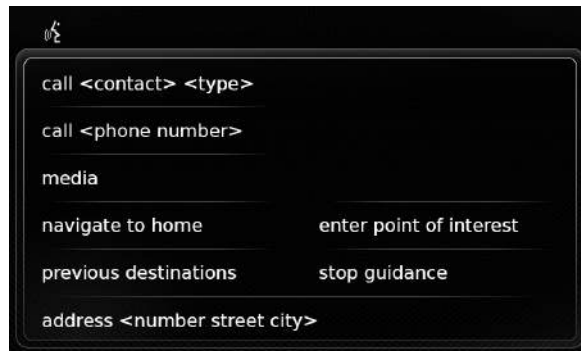 call <contact> <type>
call <phone number>
media
navigate to home enter point of interest
previous destinations stop guidance
address <number street city>